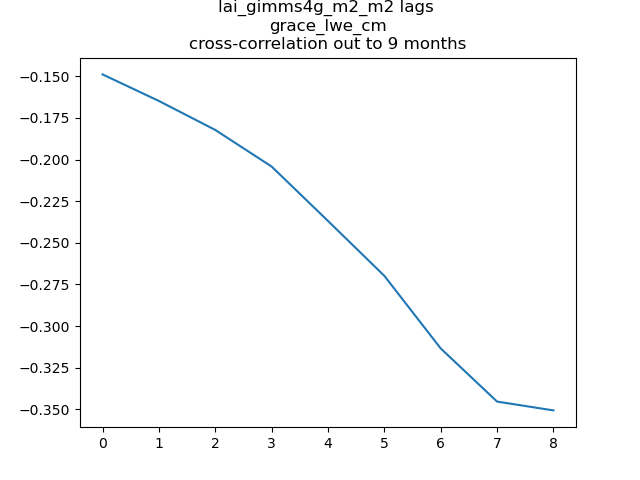 lai_gimms4g_m2_m2 lags
grace_lwe_cm
cross-correlation out to 9 months
−0.150
−0.175
−0.200
−0.225
−0.250
−0.275
−0.300
−0.325
−0.350
0 1 2 3 4 5 6 7 8